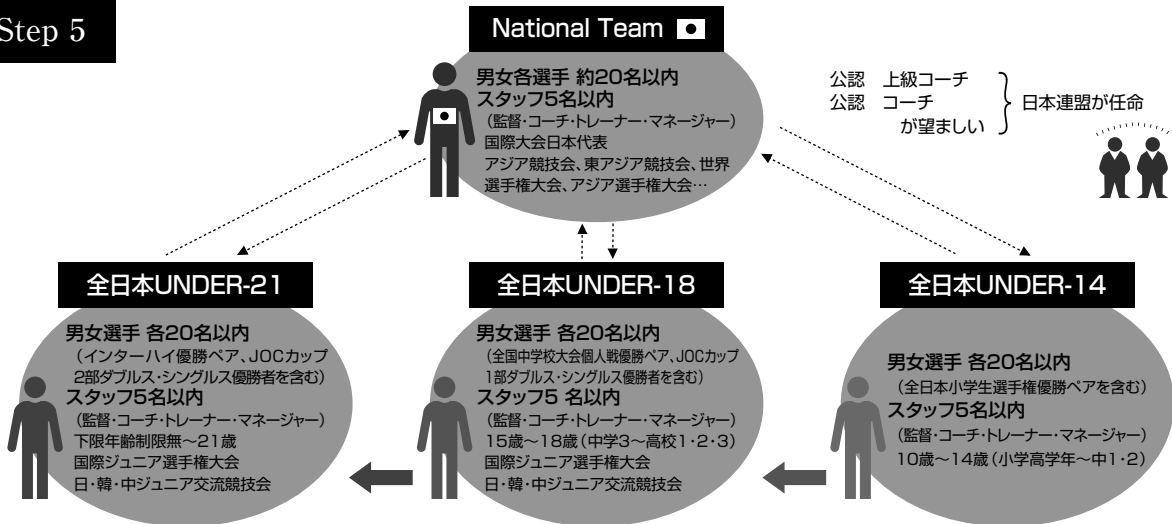 Step 5
National Team
男女各選手 約20名以内
スタッフ5名以内
（監督・コーチ・トレーナー・マネージャー）
国際大会日本代表
アジア競技会、東アジア競技会、世界
選手権大会、アジア選手権大会…
公認 上級コーチ
公認 コーチ
が望ましい
日本連盟が任命
全日本UNDER-21
男女選手 各20名以内
（インターハイ優勝ペア、JOCカップ
2部ダブルス・シングルス優勝者を含む）
スタッフ5名以内
（監督・コーチ・トレーナー・マネージャー）
下限年齢制限無～21歳
国際ジュニア選手権大会
日・韓・中ジュニア交流競技会
全日本UNDER-18
男女選手 各20名以内
（全国中学校大会個人戦優勝ペア、JOCカップ
1部ダブルス・シングルス優勝者を含む）
スタッフ5 名以内
（監督・コーチ・トレーナー・マネージャー）
15歳～18歳（中学3～高校1・2・3）
国際ジュニア選手権大会
日・韓・中ジュニア交流競技会
全日本UNDER-14
男女選手 各20名以内
（全日本小学生選手権優勝ペアを含む）
スタッフ5名以内
（監督・コーチ・トレーナー・マネージャー）
10歳～14歳（小学高学年～中1・2）